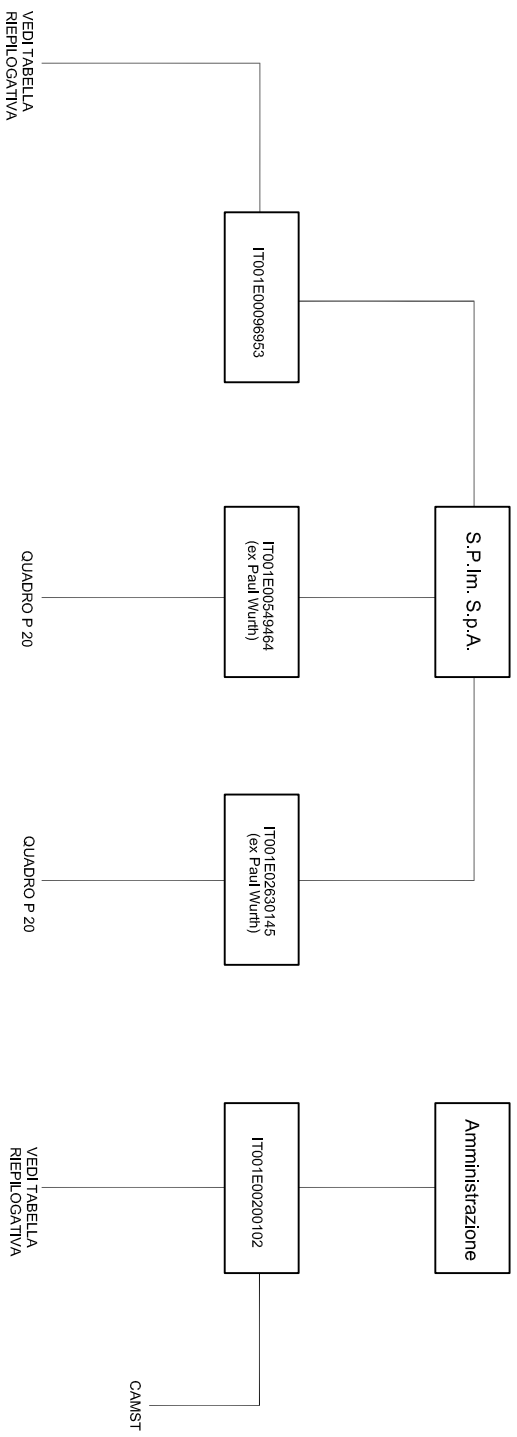 S.P.Im. S.p.A.
Amministrazione
IT001E00096953
IT001E00549464
(ex Paul Wurth)
IT001E02630145
(ex Paul Wurth)
IT001E00200102
VEDI TABELLA
RIEPILOGATIVA
QUADRO P 20
QUADRO P 20
VEDI TABELLA
RIEPILOGATIVA
CAMST